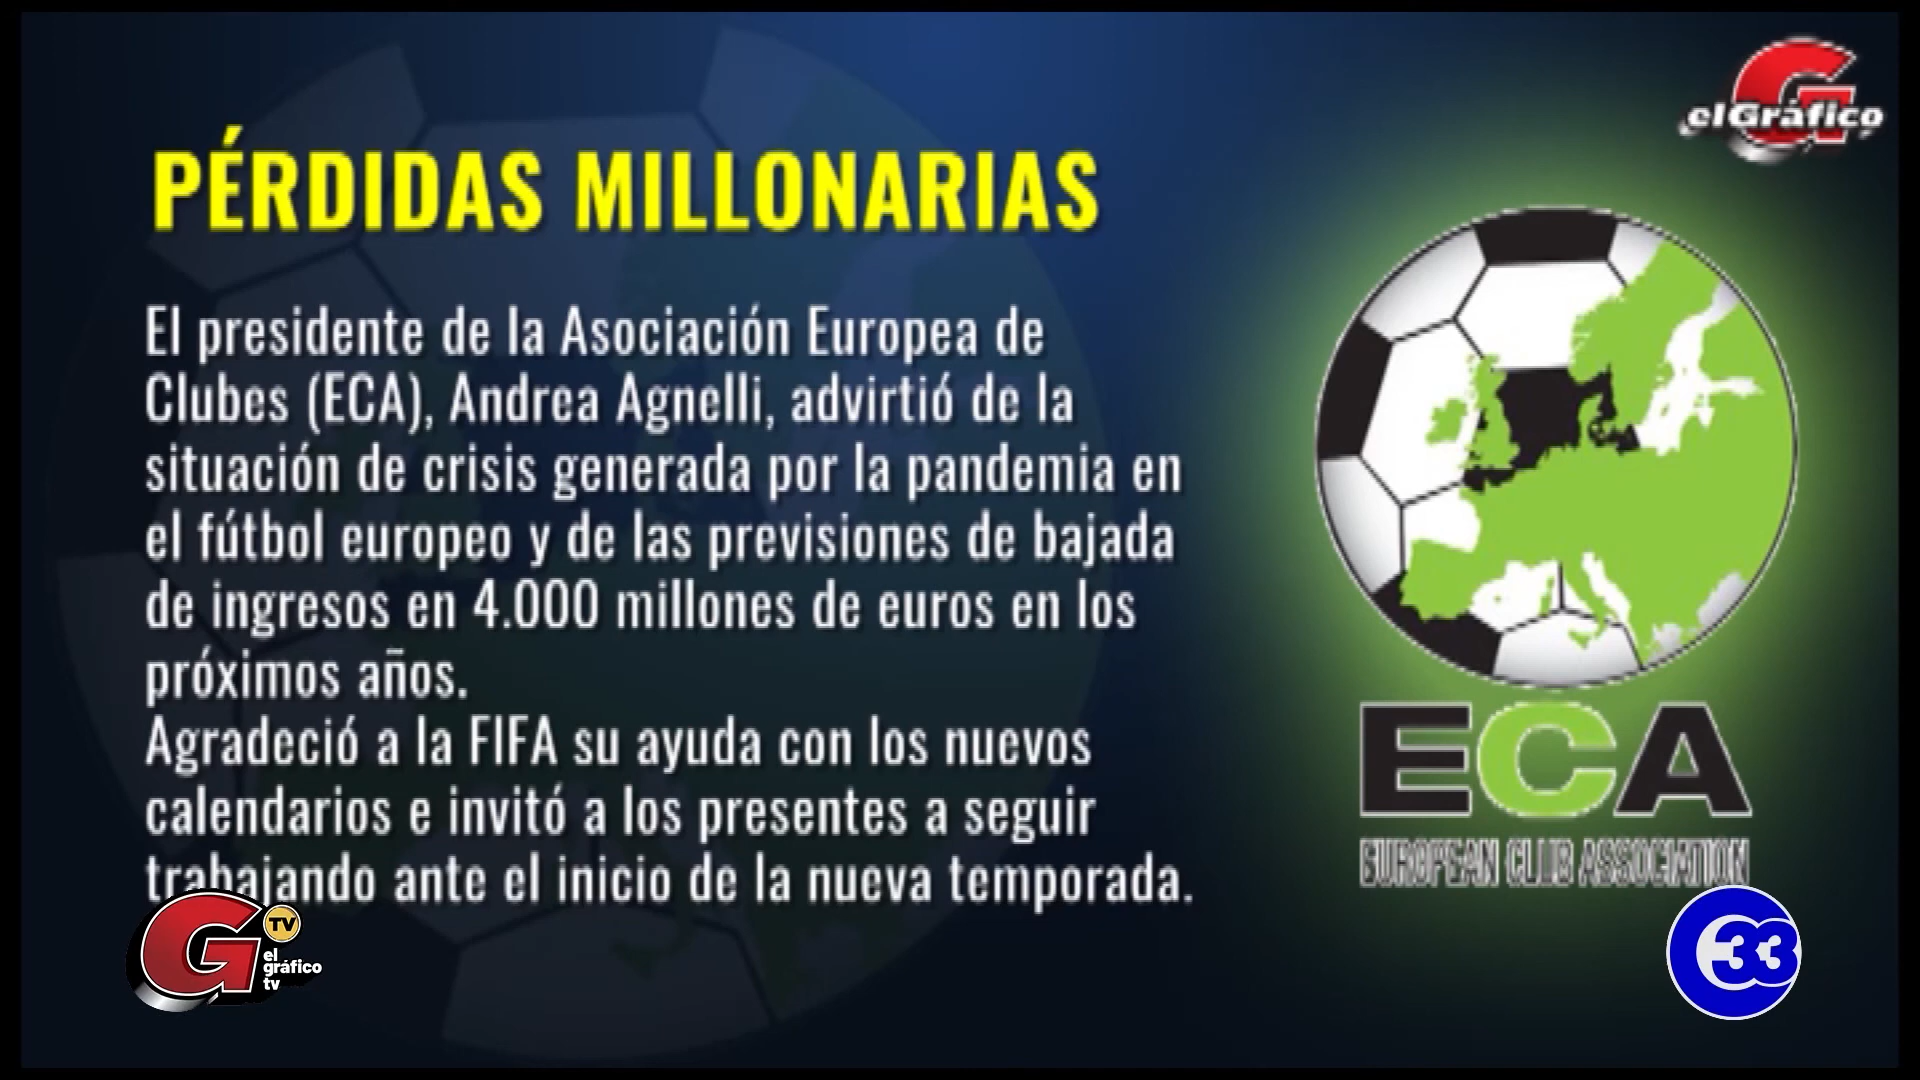 el Gráfico
PÉRDIDAS MILLONARIAS
El presidente de la Asociación Europea de
Clubes (ECA), Andrea Agnelli, advirtió de la
situación de crisis generada por la pandemia en
el fútbol europeo y de las previsiones de bajada
de ingresos en 4.000 millones de euros en los
próximos años.
Agradeció a la FIFA su ayuda con los nuevos
calendarios e invitó a los presentes a seguir
trabajando ante el inicio de la nueva temporada.
ECA
EUROPEAN CLUB ASSOCIATION
G TV
el
gráfico
tv
C33